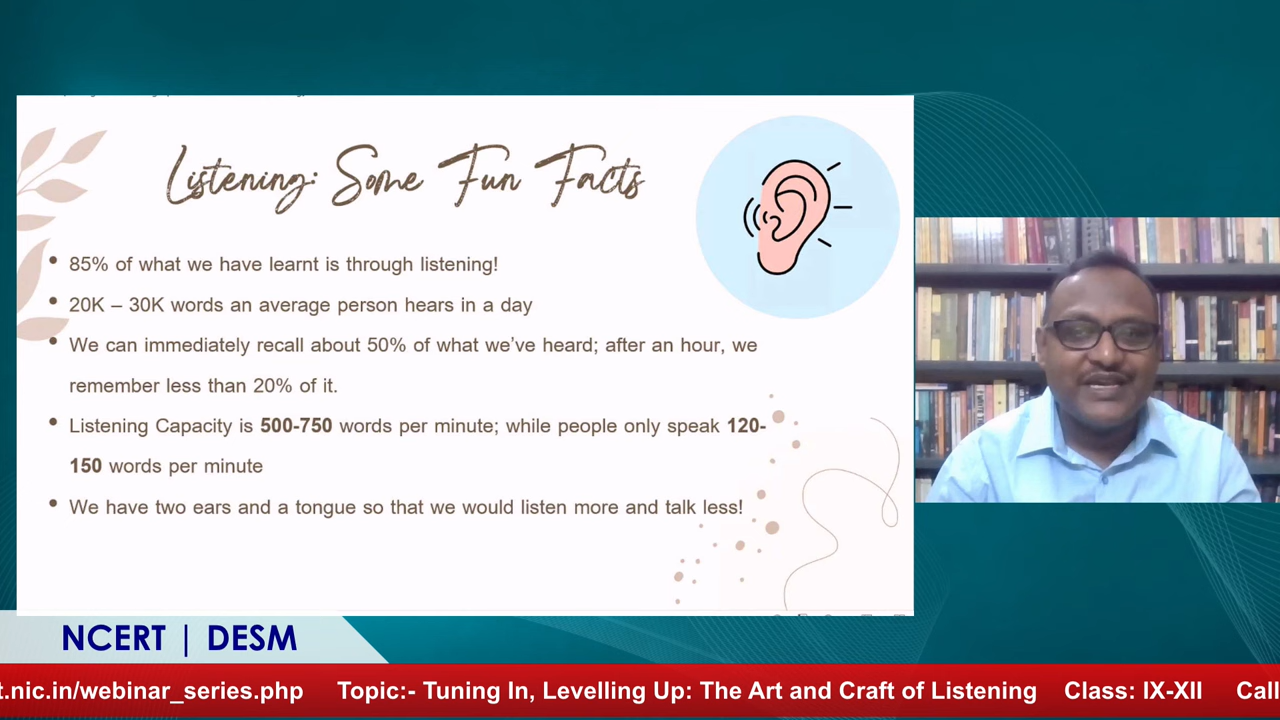 Listening: Some Fun Facts
85% of what we have learnt is through listening!
20K – 30K words an average person hears in a day
We can immediately recall about 50% of what we've heard; after an hour, we
remember less than 20% of it.
Listening Capacity is 500-750 words per minute; while people only speak 120-
150 words per minute
We have two ears and a tongue so that we would listen more and talk less!
NCERT | DESM
t.nic.in/webinar_series.php Topic:- Tuning In, Levelling Up: The Art and Craft of Listening Class: IX-XII Call